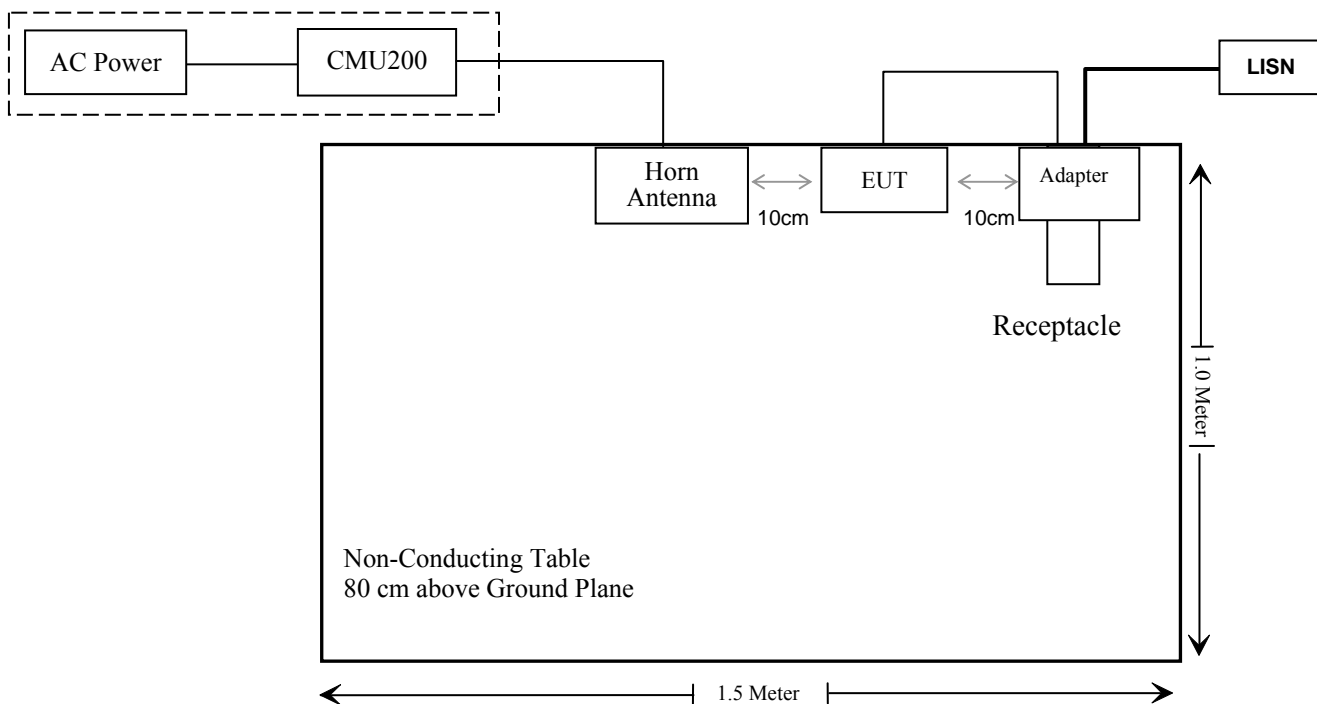 AC Power
CMU200
LISN
Horn
Antenna
EUT
Adapter
10cm
10cm
Receptacle
1.0 Meter
Non-Conducting Table
80 cm above Ground Plane
1.5 Meter